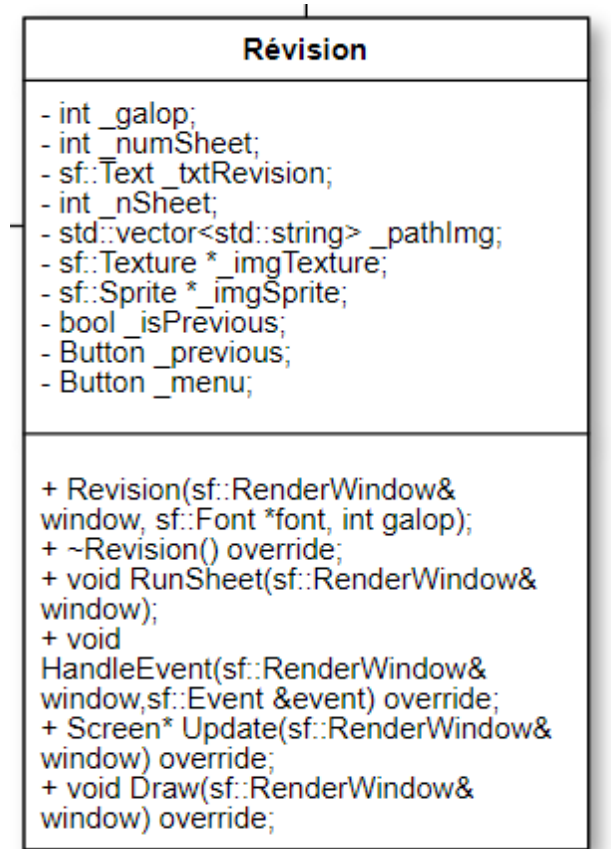 Révision
- int _galop;
- int _numSheet;
- sf::Text _txtRevision;
- int _nSheet;
- std::vector<std::string> _pathImg;
- sf::Texture *_imgTexture;
- sf::Sprite *_imgSprite;
- bool _isPrevious;
- Button _previous;
- Button _menu;
+ Revision(sf::RenderWindow&
window, sf::Font *font, int galop);
+ ~Revision() override;
+ void RunSheet(sf::RenderWindow&
window);
+ void
HandleEvent(sf::RenderWindow&
window,sf::Event &event) override;
+ Screen* Update(sf::RenderWindow&
window) override;
+ void Draw(sf::RenderWindow&
window) override;